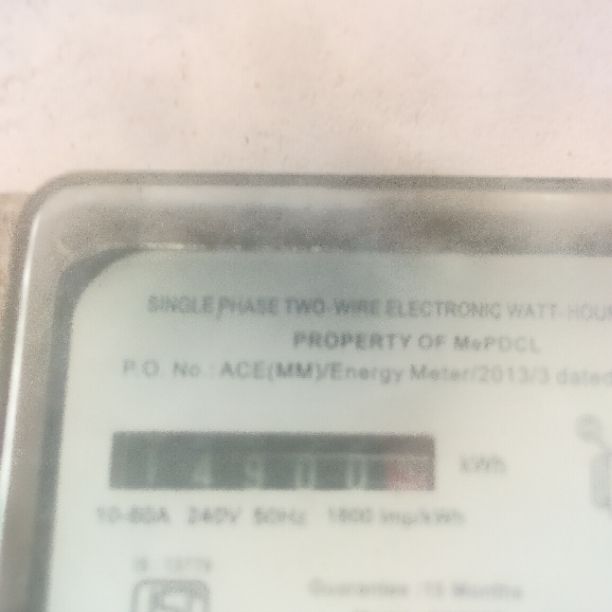 SINGLE PHASE TWO-WIRE ELECTRONIC WATT-HOUR
PROPERTY OF MePDCL
P.O. No.: ACE(MM)/Energy Meter/2013/3 dated
14900 kWh
10-60A 240V 50Hz 1600 imp/kWh
Guarantee :15 Months